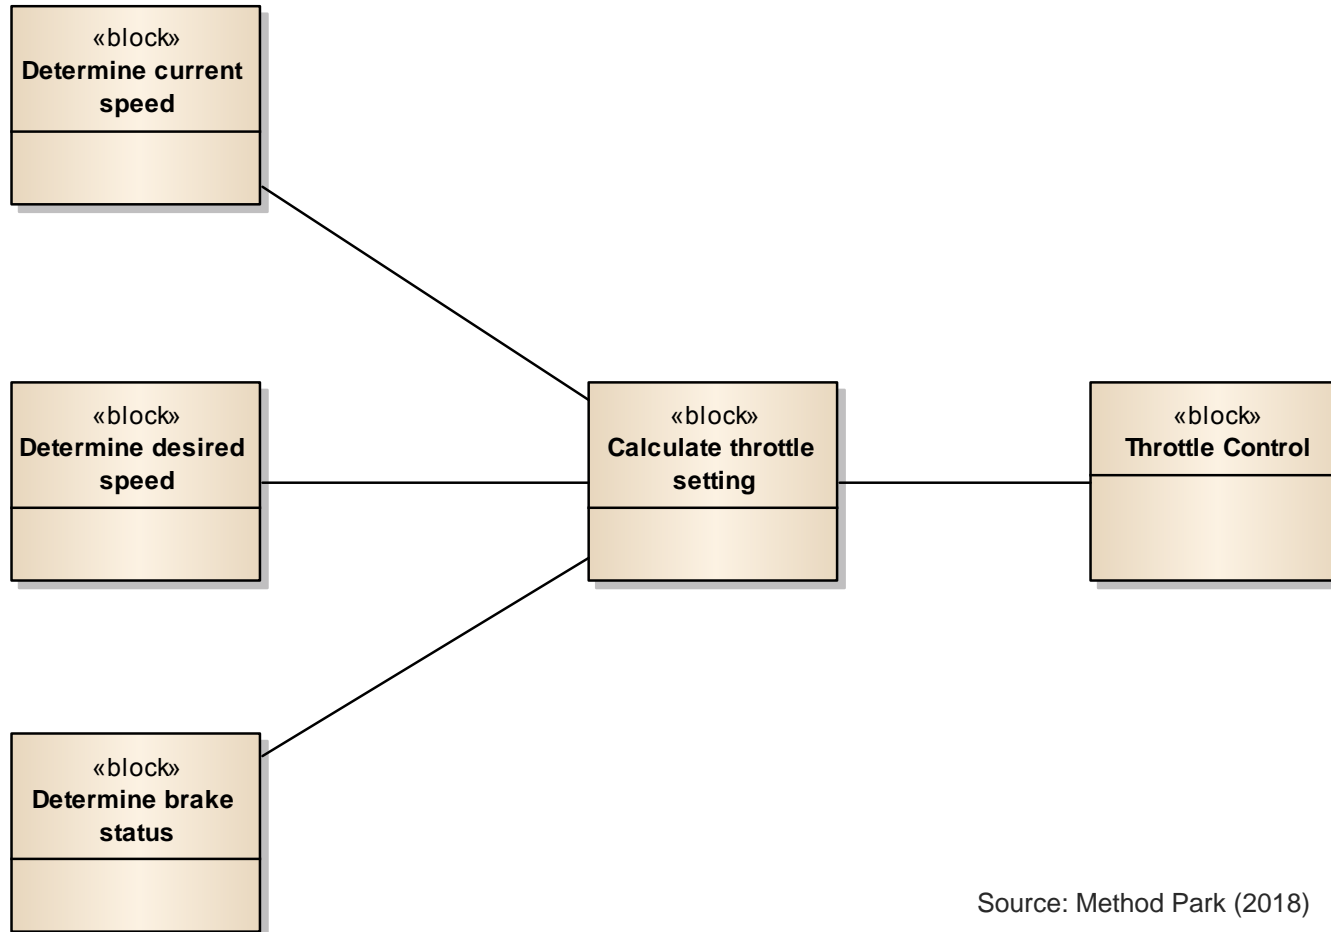 «block»
Determine current
speed
«block»
Determine desired
speed
«block»
Calculate throttle
setting
«block»
Throttle Control
«block»
Determine brake
status
Source: Method Park (2018)